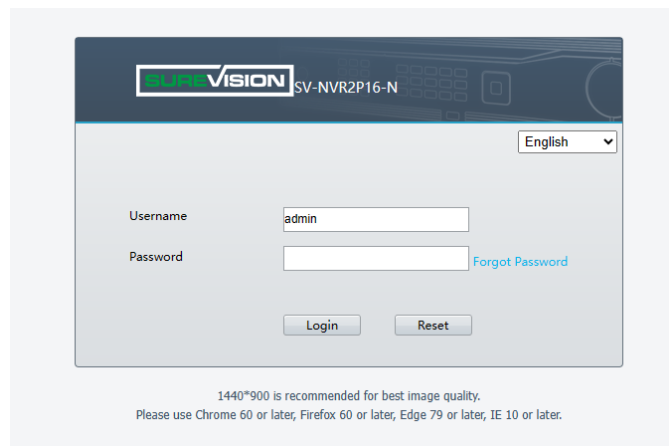 SUREVISION SV-NVR2P16-N
English
Username admin
Password Forgot Password
Login Reset
1440*900 is recommended for best image quality.
Please use Chrome 60 or later, Firefox 60 or later, Edge 79 or later, IE 10 or later.